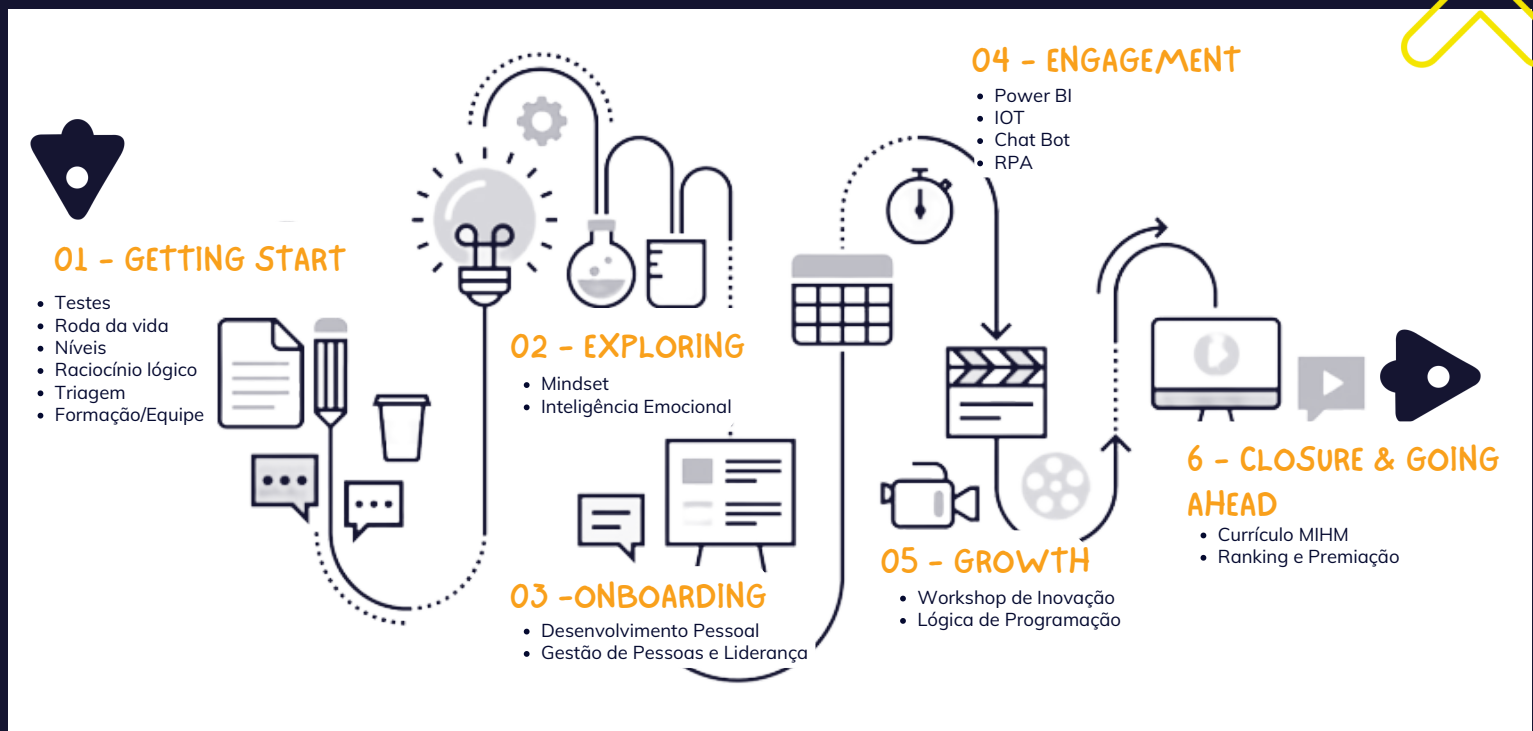 01 - GETTING START
Testes
Roda da vida
Níveis
Raciocínio lógico
Triagem
Formação/Equipe
02 - EXPLORING
Mindset
Inteligência Emocional
03 -ONBOARDING
Desenvolvimento Pessoal
Gestão de Pessoas e Liderança
04 - ENGAGEMENT
Power BI
IOT
Chat Bot
RPA
05 - GROWTH
Workshop de Inovação
Lógica de Programação
6 - CLOSURE & GOING
AHEAD
Currículo MIHM
Ranking e Premiação